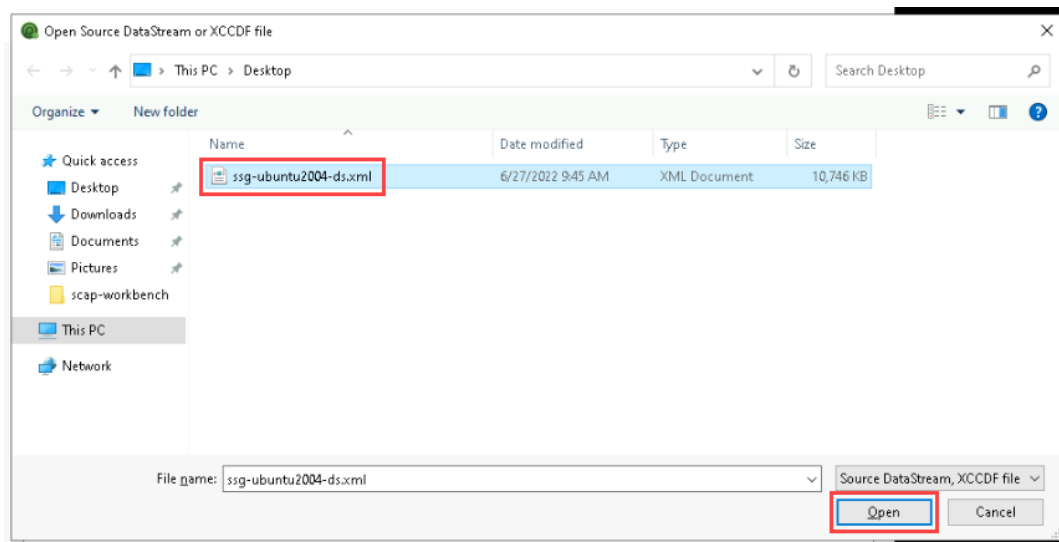 Open Source DataStream or XCCDF file
This PC > Desktop
Search Desktop
Organize
New folder
Name
Date modified
Type
Size
ssg-ubuntu2004-ds.xml
6/27/2022 9:45 AM
XML Document
10,746 KB
Quick access
Desktop
Downloads
Documents
Pictures
scap-workbench
This PC
Network
File name:
ssg-ubuntu2004-ds.xml
Source DataStream, XCCDF file
Open
Cancel